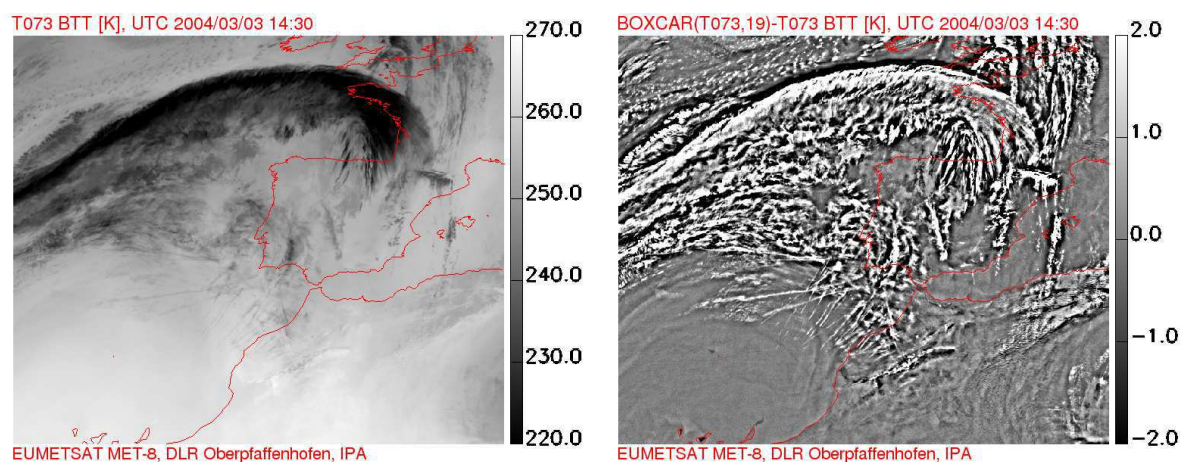 T073 BTT [K], UTC 2004/03/03 14:30
270.0
260.0
250.0
240.0
230.0
220.0
EUMETSAT MET-8, DLR Oberpfaffenhofen, IPA
BOXCAR(T073,19)-T073 BTT [K], UTC 2004/03/03 14:30
2.0
1.0
0.0
-1.0
-2.0
EUMETSAT MET-8, DLR Oberpfaffenhofen, IPA